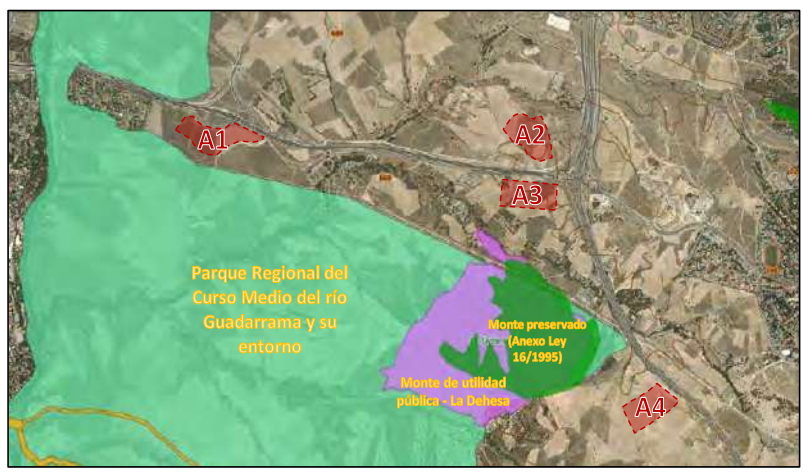 A1
A2
A3
Parque Regional del
Curso Medio del río
Guadarrama y su
entorno
Monte preservado
(Anexo Ley
16/1995)
Monte de utilidad
pública - La Dehesa
A4